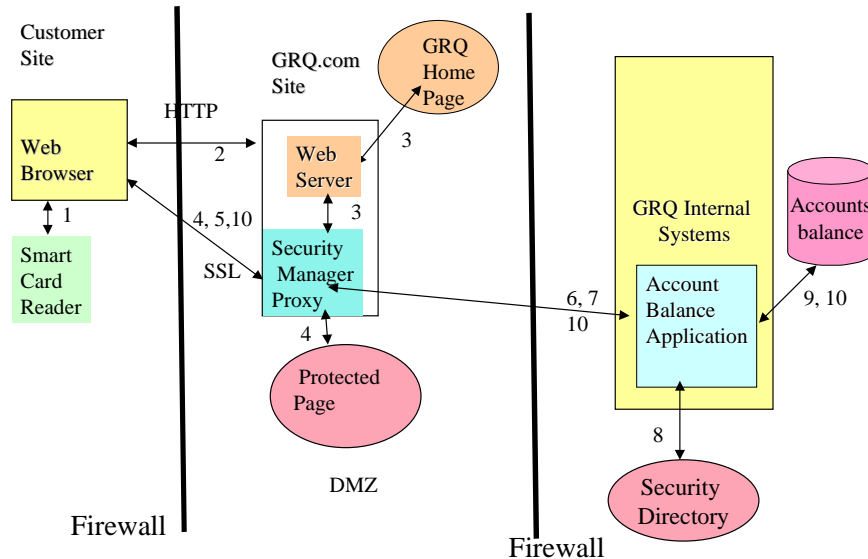 Customer
Site
GRQ.com
Site
GRQ
Home
Page
HTTP
2
3
Web
Browser
Web
Server
1
4, 5,10
3
SSL
Smart
Card
Reader
Security
Manager
Proxy
4
Protected
Page
DMZ
Firewall
Firewall
6, 7
10
GRQ Internal
Systems
Account
Balance
Application
Accounts
balance
9, 10
8
Security
Directory